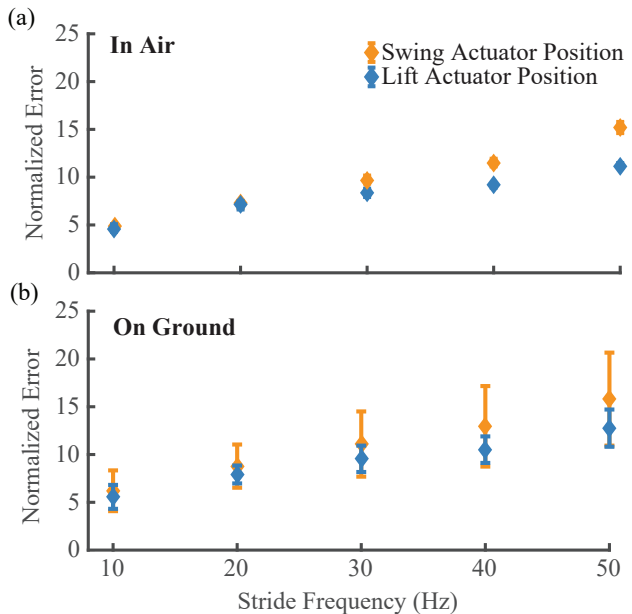 (a)
25
20
15
10
5
0
Normalized Error
In Air
Swing Actuator Position
Lift Actuator Position
(b)
25
20
15
10
5
0
Normalized Error
On Ground
10 20 30 40 50
Stride Frequency (Hz)